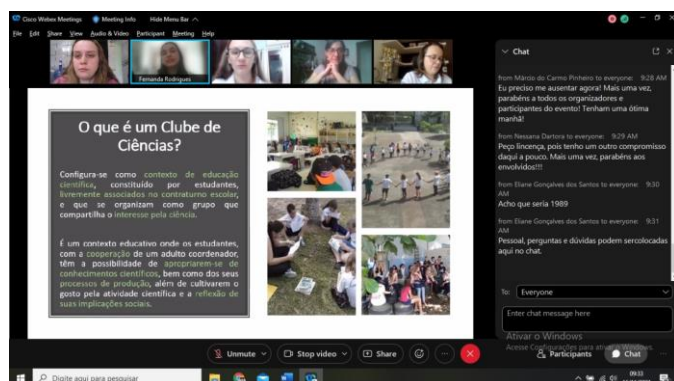 Cisco Webex Meetings Meeting Info Hide Menu Bar
File Edit Share View Audio & Video Participant Meeting Help
Fernanda Rodrigues
O que é um Clube de
Ciências?
Configura-se como contexto de educação
científica, constituído por estudantes,
livremente associados no contraturno escolar,
e que se organizam como grupo que
compartilha o interesse pela ciência.
É um contexto educativo onde os estudantes,
com a cooperação de um adulto coordenador,
têm a possibilidade de apropriarem-se de
conhecimentos científicos, bem como dos seus
processos de produção, além de cultivarem o
gosto pela atividade científica e a reflexão de
suas implicações sociais.
Chat
from Márcio do Carmo Pinheiro to everyone: 9:28 AM
Eu preciso me ausentar agora! Mais uma vez,
parabéns a todos os organizadores e
participantes do evento! Tenham uma ótima
manhã!
from Nessana Dartora to everyone: 9:29 AM
Peço lincença, pois tenho um outro compromisso
daqui a pouco. Mais uma vez, parabéns aos
envolvidos!!!
from Eliane Gonçalves dos Santos to everyone: 9:30
AM
Acho que seria 1989
from Eliane Gonçalves dos Santos to everyone: 9:31
AM
Pessoal, perguntas e dúvidas podem sercolocadas
aqui no chat.
To: Everyone
Enter chat message here
Ativar o Windows
Acesse Configurações para ativar o Windows.
Unmute Stop video Share
Participants Chat
Digite aqui para pesquisar
09:33